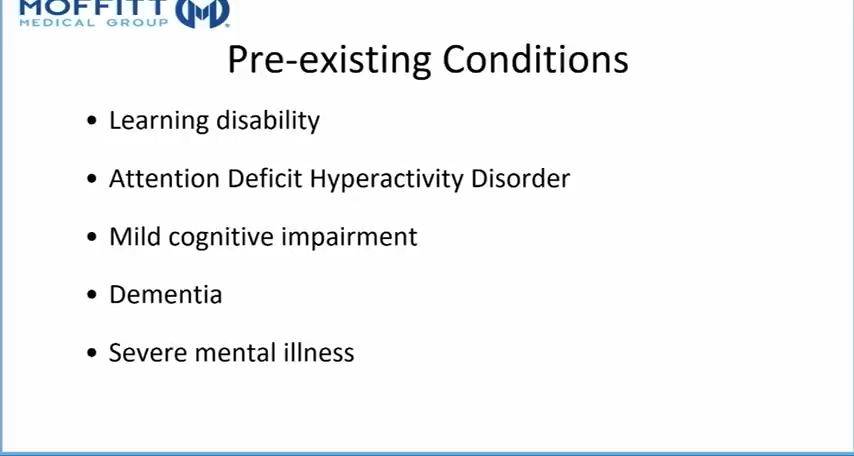 MOFFITT
MEDICAL GROUP
Pre-existing Conditions
• Learning disability
• Attention Deficit Hyperactivity Disorder
• Mild cognitive impairment
• Dementia
• Severe mental illness